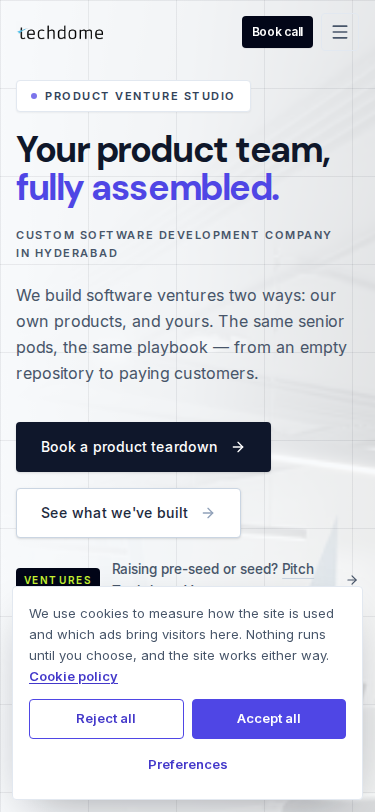 techdome
Book call
PRODUCT VENTURE STUDIO
Your product team,
fully assembled.
CUSTOM SOFTWARE DEVELOPMENT COMPANY
IN HYDERABAD
We build software ventures two ways: our
own products, and yours. The same senior
pods, the same playbook — from an empty
repository to paying customers.
Book a product teardown
See what we've built
VENTURES
Raising pre-seed or seed? Pitch
We use cookies to measure how the site is used
and which ads bring visitors here. Nothing runs
until you choose, and the site works either way.
Cookie policy
Reject all
Accept all
Preferences